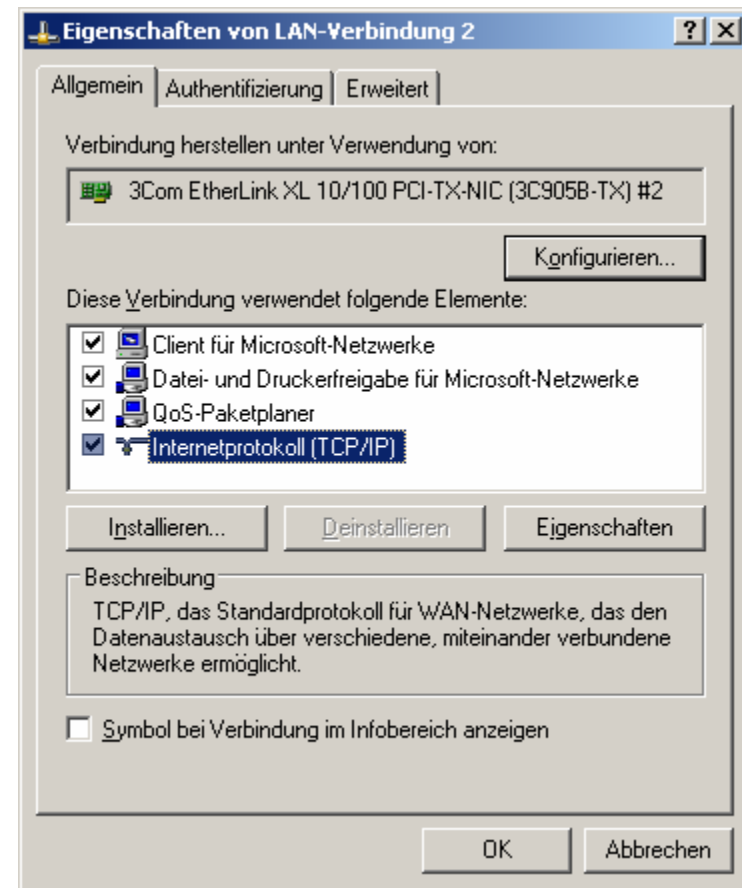 Eigenschaften von LAN-Verbindung 2
Allgemein
Authentifizierung
Erweitert
Verbindung herstellen unter Verwendung von:
3Com EtherLink XL 10/100 PCI-TX-NIC (3C905B-TX) #2
Konfigurieren...
Diese Verbindung verwendet folgende Elemente:
Client für Microsoft-Netzwerke
Datei- und Druckerfreigabe für Microsoft-Netzwerke
QoS-Paketplaner
Internetprotokoll (TCP/IP)
Installieren...
Deinstallieren
Eigenschaften
Beschreibung
TCP/IP, das Standardprotokoll für WAN-Netzwerke, das den
Datenaustausch über verschiedene, miteinander verbundene
Netzwerke ermöglicht.
Symbol bei Verbindung im Infobereich anzeigen
OK
Abbrechen